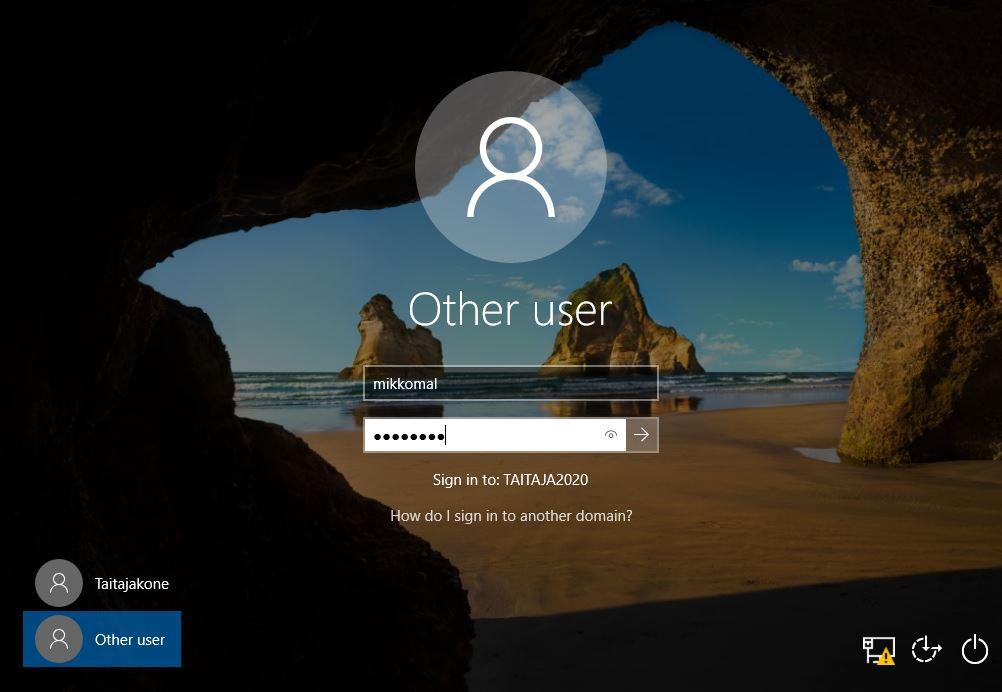 Other user
mikkomal
••••••••
Sign in to: TAITAJA2020
How do I sign in to another domain?
Taitajakone
Other user